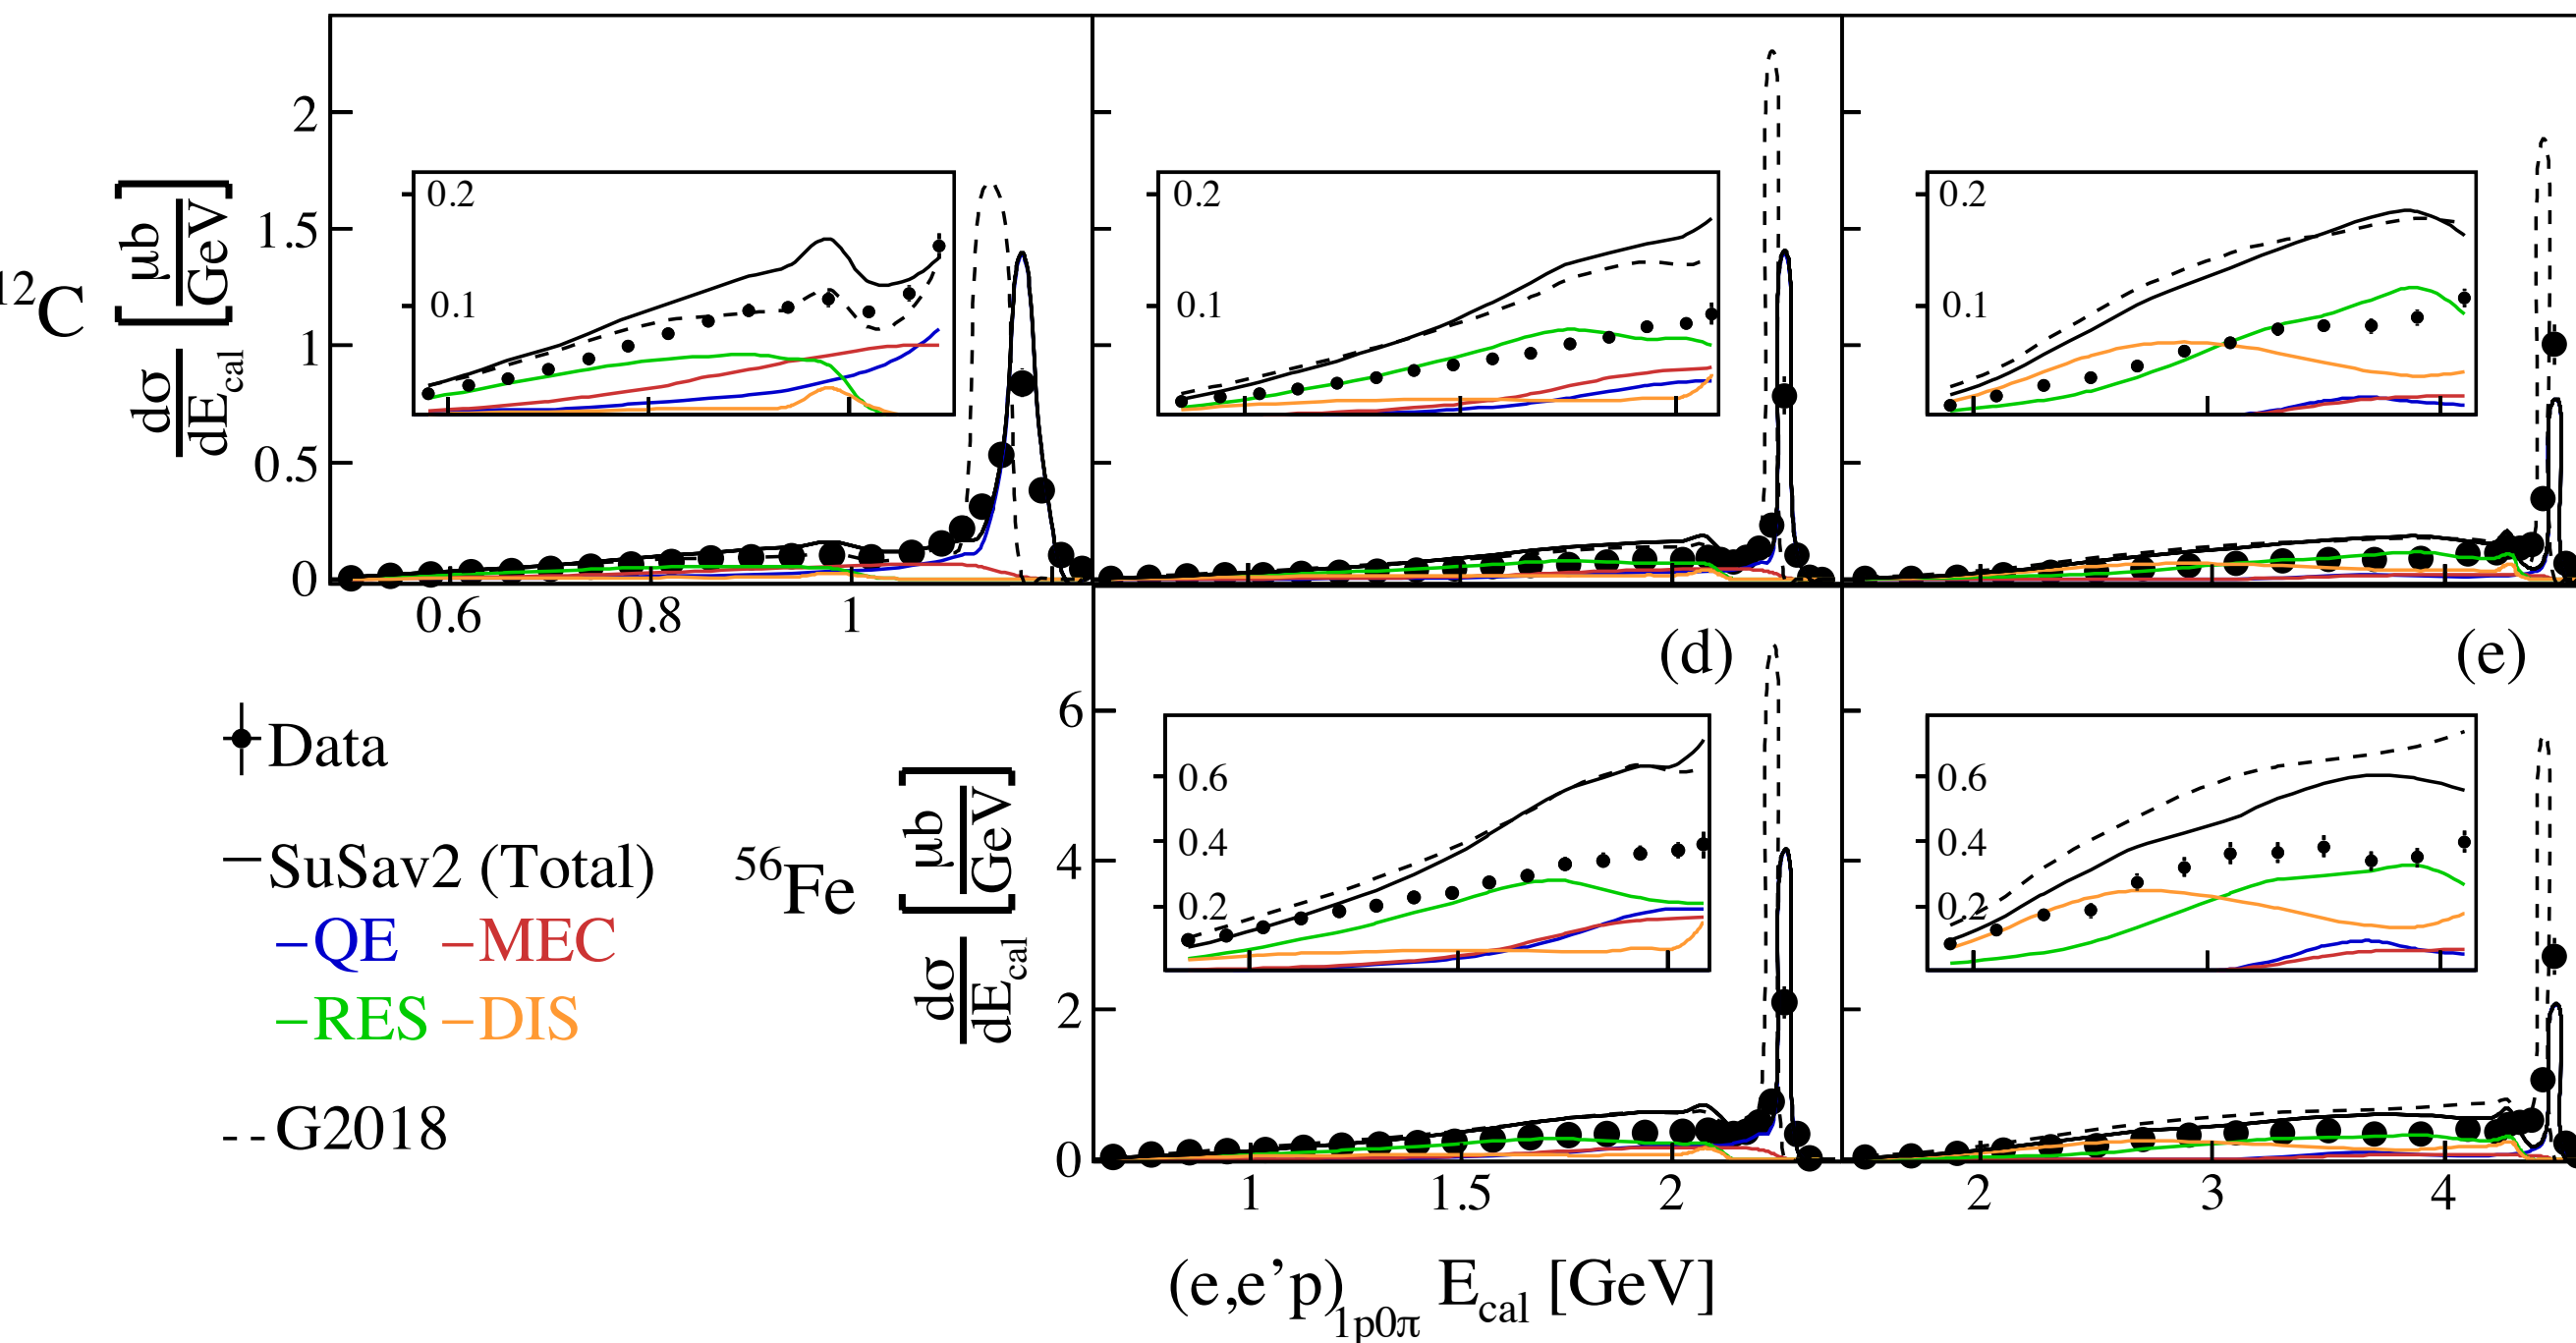 2
1.5
1
0.5
0
12C
dσ/dEcal [μb/GeV]
0.2
0.1
0.2
0.1
0.2
0.1
0.6 0.8 1
(d) (e)
Data
SuSav2 (Total)
QE MEC
RES DIS
G2018
56Fe
dσ/dEcal [μb/GeV]
6
4
2
0
0.6
0.4
0.2
0.6
0.4
0.2
1 1.5 2 2 3 4
(e,e’p)1p0π Ecal [GeV]